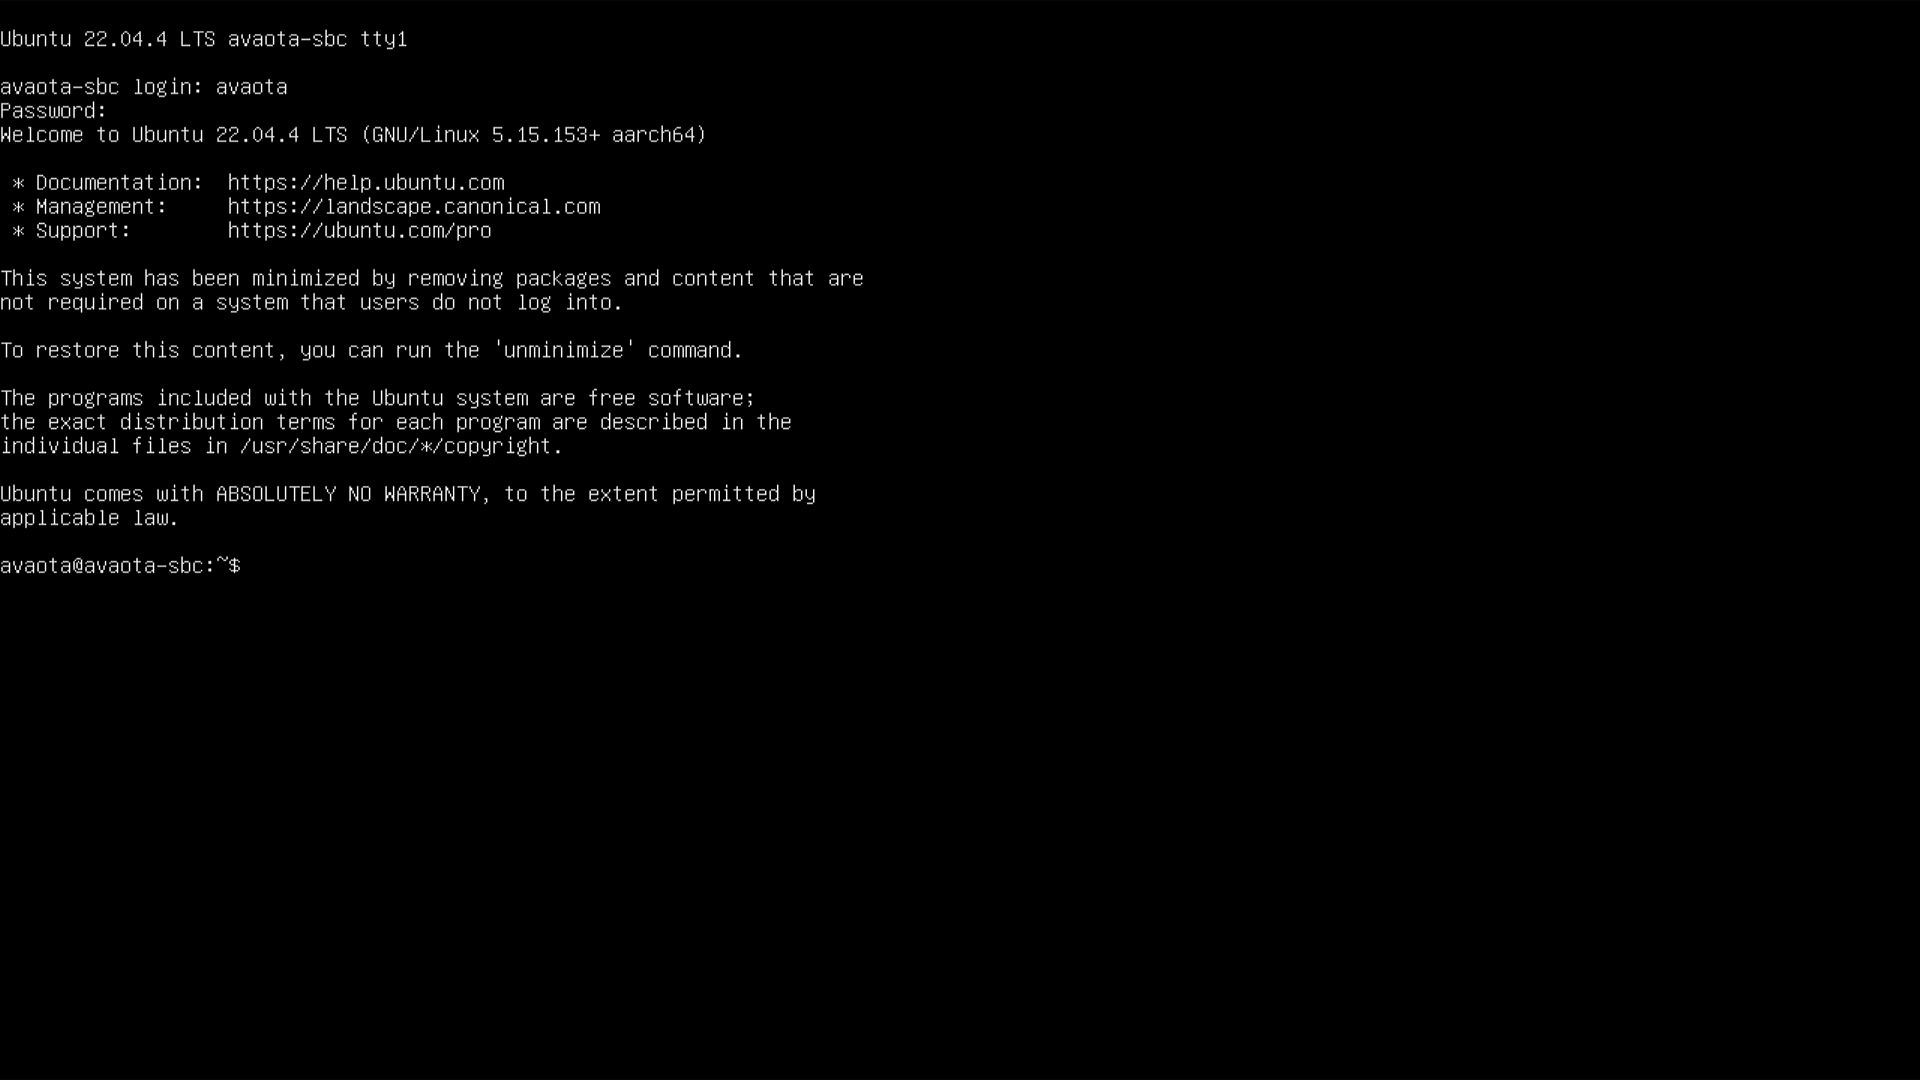 Ubuntu 22.04.4 LTS avaota-sbc tty1
avaota-sbc login: avaota
Password:
Welcome to Ubuntu 22.04.4 LTS (GNU/Linux 5.15.153+ aarch64)
* Documentation:  https://help.ubuntu.com
* Management:     https://landscape.canonical.com
* Support:        https://ubuntu.com/pro
This system has been minimized by removing packages and content that are
not required on a system that users do not log into.
To restore this content, you can run the 'unminimize' command.
The programs included with the Ubuntu system are free software;
the exact distribution terms for each program are described in the
individual files in /usr/share/doc/*/copyright.
Ubuntu comes with ABSOLUTELY NO WARRANTY, to the extent permitted by
applicable law.
avaota@avaota-sbc:~$